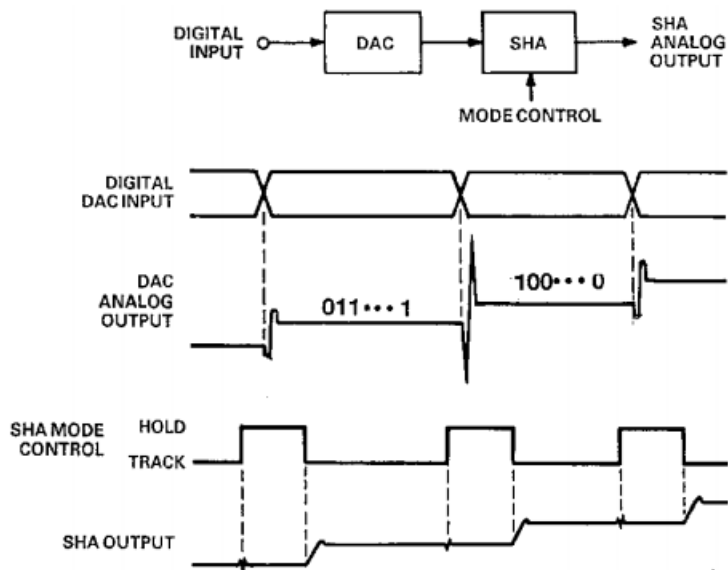 DIGITAL
INPUT
DAC
SHA
SHA
ANALOG
OUTPUT
MODE CONTROL
DIGITAL
DAC INPUT
DAC
ANALOG
OUTPUT
011••• 1
100••• 0
SHA MODE
CONTROL
HOLD
TRACK
SHA OUTPUT